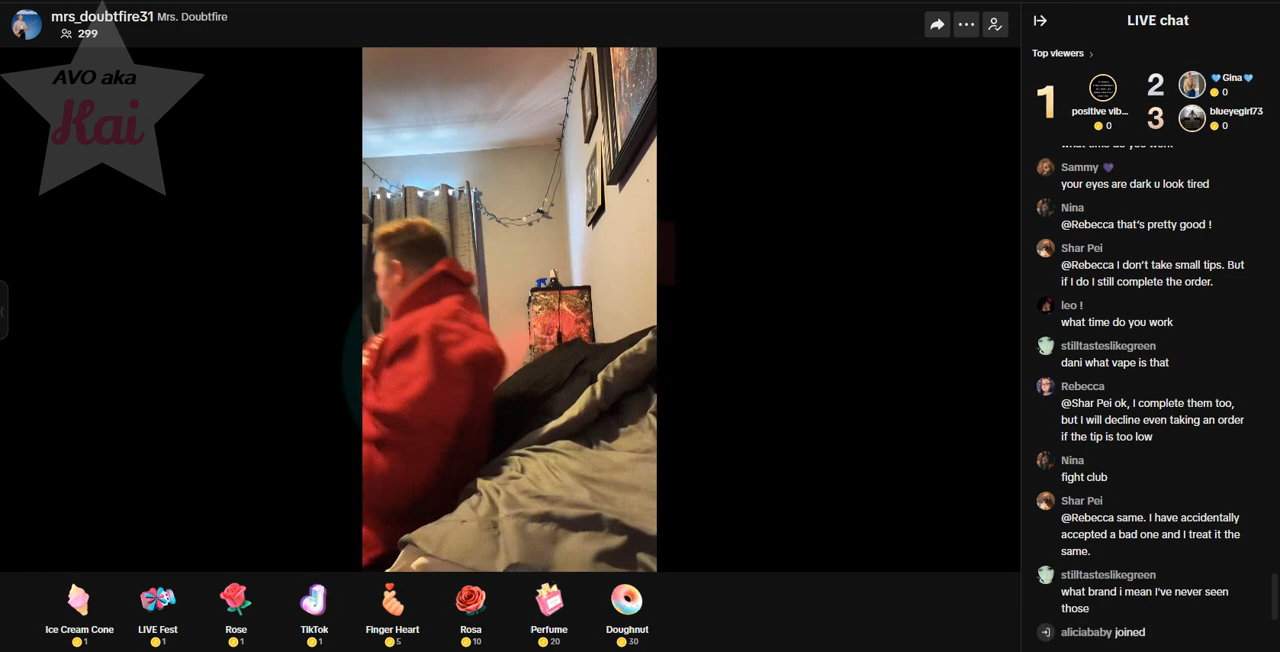 mrs_doubtfire31 Mrs. Doubtfire
299
AVO aka
Kai
LIVE chat
Top viewers
1
positive vib...
0
2
Gina
0
3
blueyegirl73
0
what time do you work
Sammy
your eyes are dark u look tired
Nina
@Rebecca that's pretty good !
Shar Pei
@Rebecca I don't take small tips. But
if I do I still complete the order.
leo !
what time do you work
stilltasteslikegreen
dani what vape is that
Rebecca
@Shar Pei ok, I complete them too,
but I will decline even taking an order
if the tip is too low
Nina
fight club
Shar Pei
@Rebecca same. I have accidentally
accepted a bad one and I treat it the
same.
stilltasteslikegreen
what brand i mean I've never seen
those
aliciababy joined
Ice Cream Cone
1
LIVE Fest
1
Rose
1
TikTok
1
Finger Heart
5
Rosa
10
Perfume
20
Doughnut
30